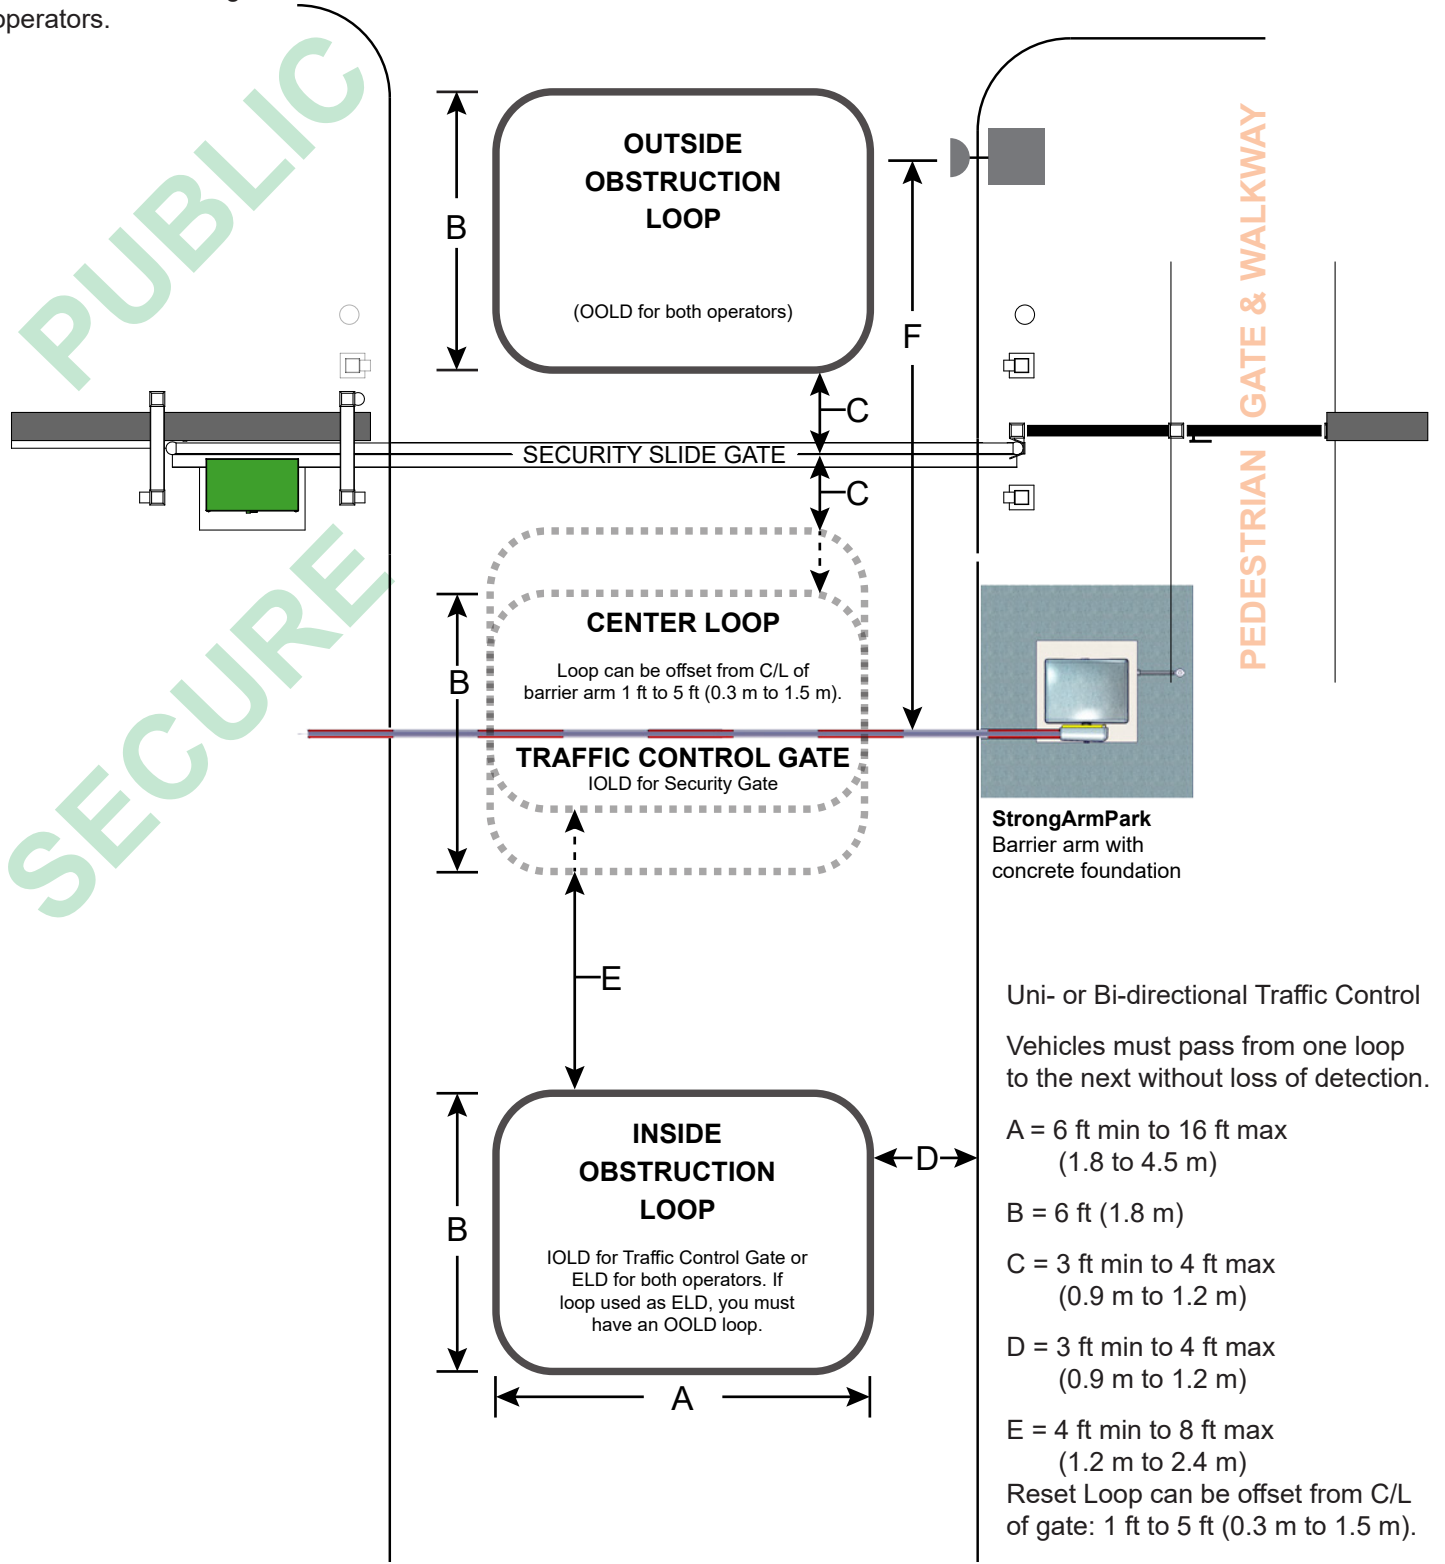 operators.
PUBLIC
OUTSIDE
OBSTRUCTION
LOOP
(OOLD for both operators)
B
F
C
PEDESTRIAN GATE & WALKWAY
SECURITY SLIDE GATE
C
SECURE
CENTER LOOP
Loop can be offset from C/L of
barrier arm 1 ft to 5 ft (0.3 m to 1.5 m).
B
TRAFFIC CONTROL GATE
IOLD for Security Gate
StrongArmPark
Barrier arm with
concrete foundation
E
INSIDE
OBSTRUCTION
LOOP
IOLD for Traffic Control Gate or
ELD for both operators. If
loop used as ELD, you must
have an OOLD loop.
B
D
A
Uni- or Bi-directional Traffic Control
Vehicles must pass from one loop
to the next without loss of detection.
A = 6 ft min to 16 ft max
(1.8 to 4.5 m)
B = 6 ft (1.8 m)
C = 3 ft min to 4 ft max
(0.9 m to 1.2 m)
D = 3 ft min to 4 ft max
(0.9 m to 1.2 m)
E = 4 ft min to 8 ft max
(1.2 m to 2.4 m)
Reset Loop can be offset from C/L
of gate: 1 ft to 5 ft (0.3 m to 1.5 m).